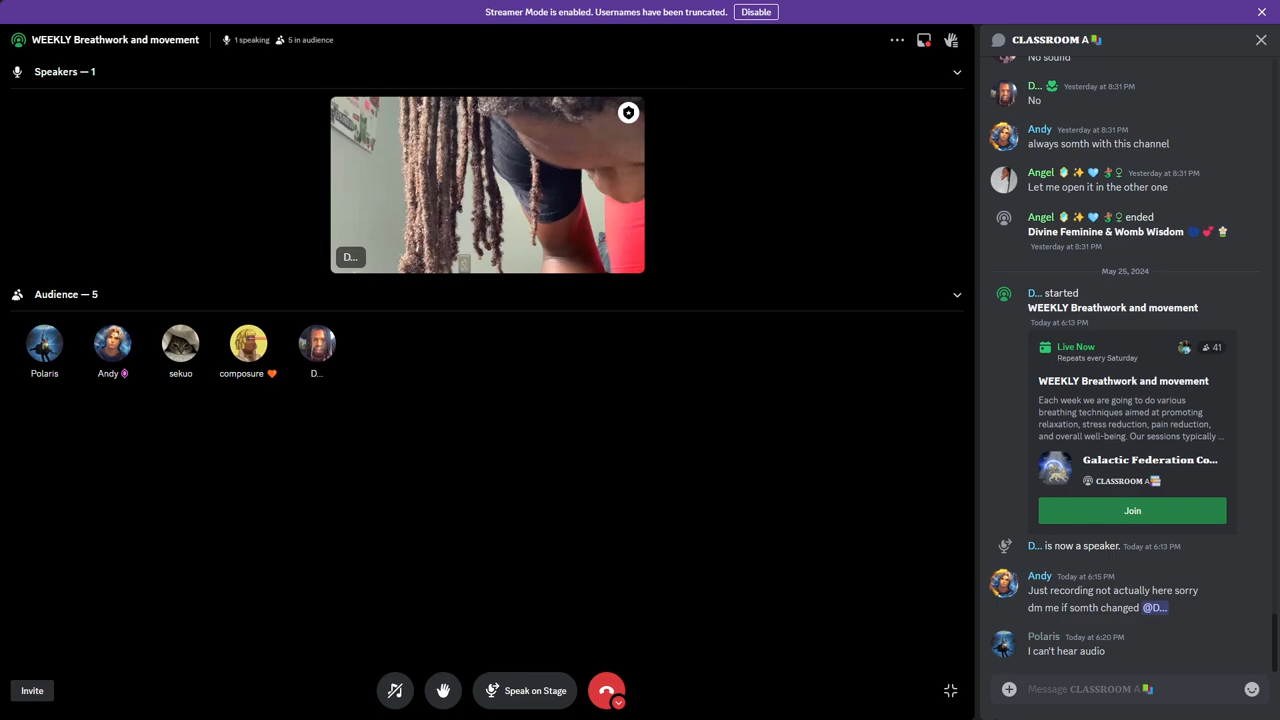 Streamer Mode is enabled. Usernames have been truncated.
Disable
WEEKLY Breathwork and movement
1 speaking
5 in audience
Speakers — 1
D...
Audience — 5
Polaris
Andy
sekuo
composure
D...
Invite
Speak on Stage
CLASSROOM A
No sound
D... Yesterday at 8:31 PM
No
Andy Yesterday at 8:31 PM
always somth with this channel
Angel Yesterday at 8:31 PM
Let me open it in the other one
Angel ended
Divine Feminine & Womb Wisdom
Yesterday at 8:31 PM
May 25, 2024
D... started
WEEKLY Breathwork and movement
Today at 6:13 PM
Live Now
Repeats every Saturday
41
WEEKLY Breathwork and movement
Each week we are going to do various
breathing techniques aimed at promoting
relaxation, stress reduction, pain reduction,
and overall well-being. Our sessions typically ...
Galactic Federation Co...
CLASSROOM A
Join
D... is now a speaker. Today at 6:13 PM
Andy Today at 6:15 PM
Just recording not actually here sorry
dm me if somth changed @D...
Polaris Today at 6:20 PM
I can't hear audio
Message CLASSROOM A